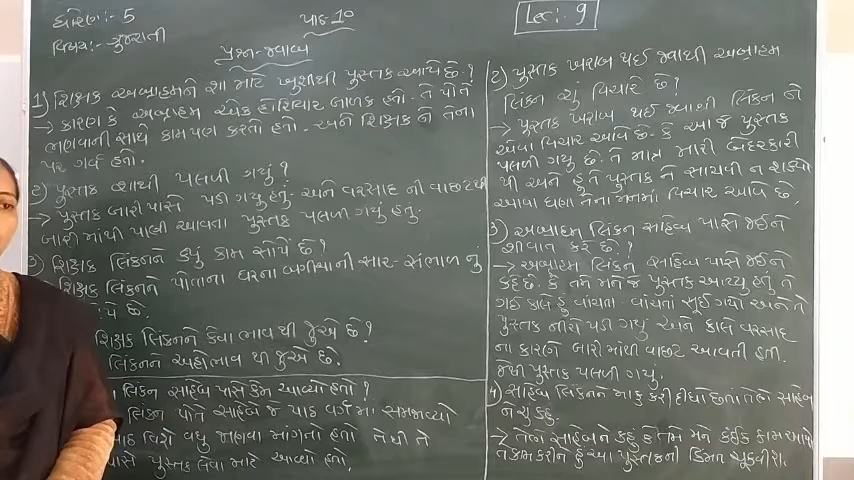 ધોરણ:- 5
પાઠ-10
Lec:- 9
વિષય:- ગુજરાતી
પ્રશ્ન-જવાબ
1) શિક્ષક અબ્રાહમને શા માટે ખુશીથી પુસ્તક આપે છે?
→ કારણ કે અબ્રાહમ એક હોશિયાર બાળક હતો. તે પોતે
ભણવાની સાથે કામ પણ કરતો હતો. અને શિક્ષક ને તેના
પર ગર્વ હતો.
2) પુસ્તક શાથી પલળી ગયું?
→ પુસ્તક બારી પાસે પડી ગયું હતું. અને વરસાદ ની વાછટથી
બારી માંથી પાણી આવતા પુસ્તક પલળી ગયું હતુ.
3) શિક્ષક લિંકનને કયું કામ સોંપે છે?
શિક્ષક લિંકનને પોતાના ઘરના બગીચાની સાર-સંભાળ નું
પે છે.
શિક્ષક લિંકનને કેવા ભાવ થી જુએ છે?
લિંકનને અહોભાવ થી જુએ છે.
લિંકન સાહેબ પાસે કેમ આવ્યો હતો?
લિંકન પોતે સાહેબે જે પાઠ વર્ગ મા સમજાવ્યો
વિશે વધુ ભણવા માંગતો હતો તેથી તે
પાસે પુસ્તક લેવા માટે આવ્યો હતો,
2) પુસ્તક ખરાબ થઈ જવાથી અબ્રાહમ
લિંકન શું વિચારે છે?
→ પુસ્તક ખરાબ થઈ જવાથી લિંકન ને
એવા વિચાર આવે છે. કે આ જે પુસ્તક
પલળી ગયુ છે. તે માત્ર મારી બેદરકારી
થી અને હું તે પુસ્તક ને સાચવી ન શક્યો
આવા ઘણા તેના મનમાં વિચાર આવે છે,
3) અબ્રાહમ લિંકન સાહેબ પાસે જઈને
શી વાત કરે છે?
→ અબ્રાહમ લિંકન સાહેબ પાસે જઈને
કહે છે. કે તમે મને જે પુસ્તક આપ્યુ હતું તે
ગઈ કાલે હું વાંચતા-વાંચતા સૂઈ ગયો અને તે
પુસ્તક નીચે પડી ગયું અને કાલે વરસાદ
ના કારણે બારી માંથી વાછટ આવતી હતી.
તેથી પુસ્તક પલળી ગયું.
4) સાહેબ લિંકનને માફ કરી દીધો છતાં તેણે સાહેબ
ને શું કહ્યુ.
→ તેણે સાહેબને કહ્યું કે તમે મને કંઈક કામ આપો
તે કામ કરીને હું આ પુસ્તકની કિંમત ચૂકવીશ.